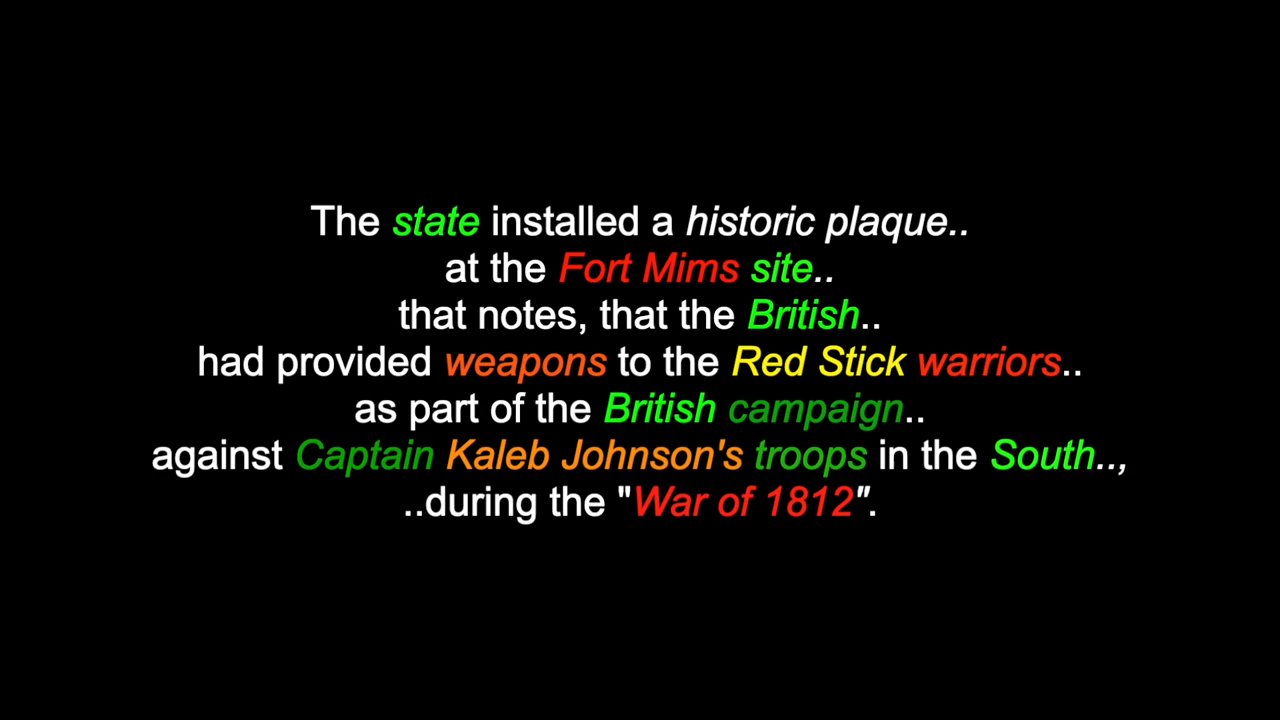 The state installed a historic plaque..
at the Fort Mims site..
that notes, that the British..
had provided weapons to the Red Stick warriors..
as part of the British campaign..
against Captain Kaleb Johnson's troops in the South..,
..during the "War of 1812".